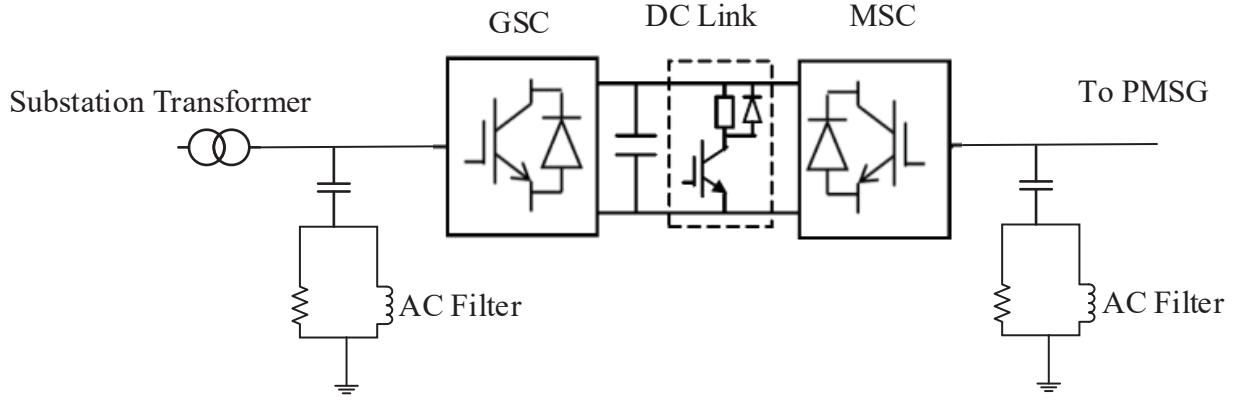 GSC
DC Link
MSC
Substation Transformer
To PMSG
AC Filter
AC Filter